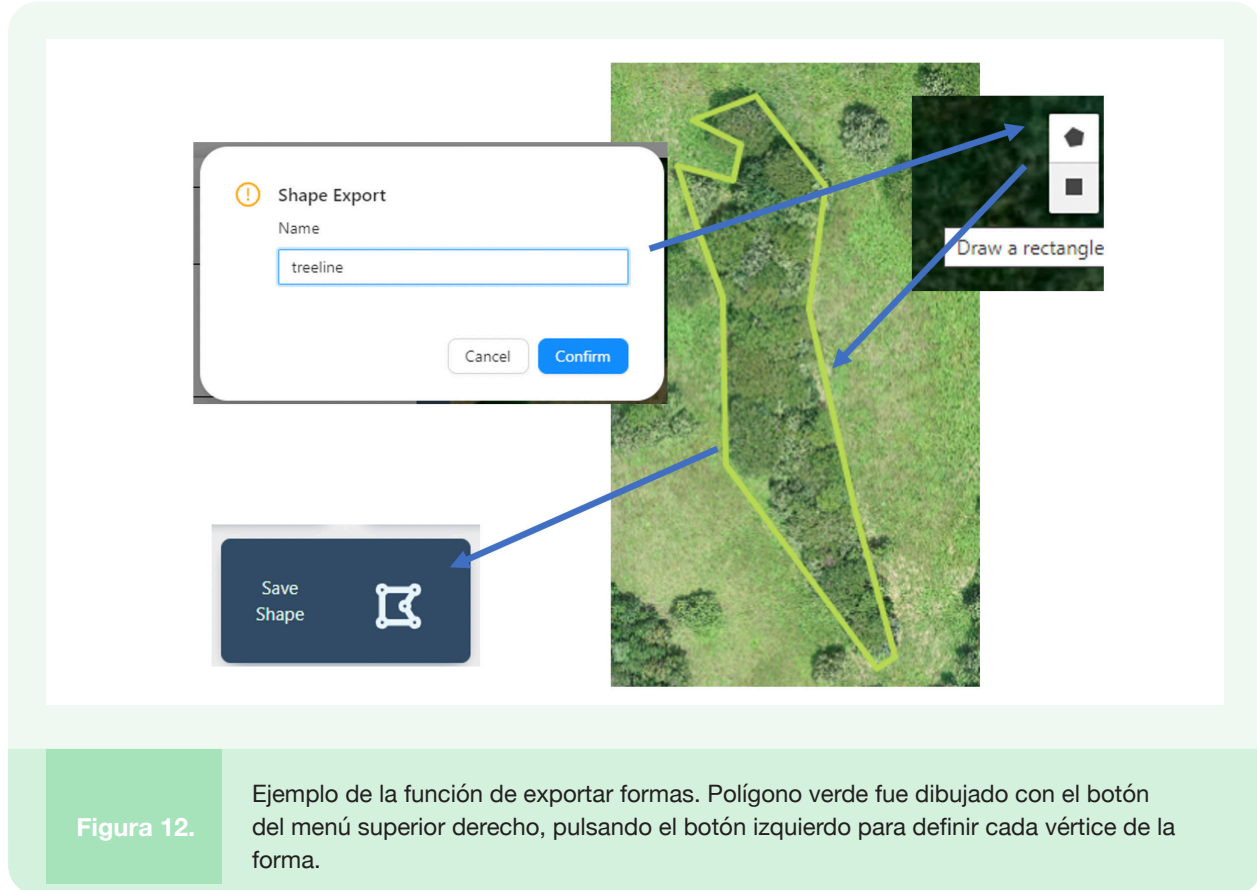 Shape Export
Name
treeline
Cancel
Confirm
Draw a rectangle
Save
Shape
Figura 12.
Ejemplo de la función de exportar formas. Polígono verde fue dibujado con el botón
del menú superior derecho, pulsando el botón izquierdo para definir cada vértice de la
forma.